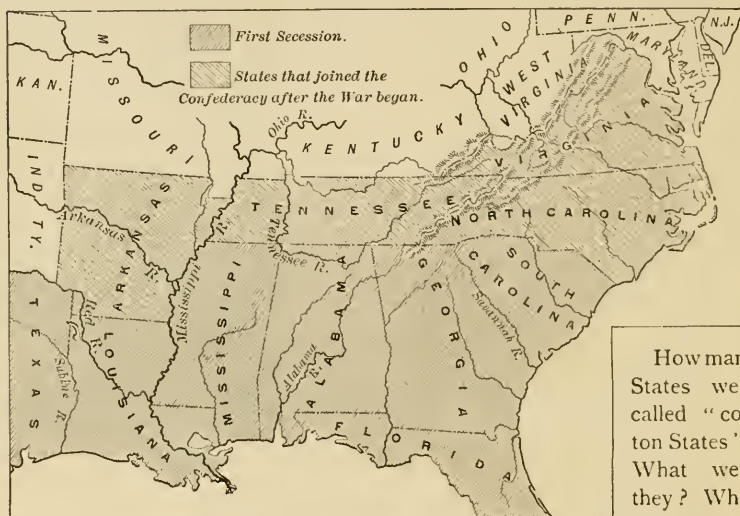 First Secession.
States that joined the
Confederacy after the War began.
PENN.
N.J.
OHIO
MARYLAND
DEL.
WEST
VIRGINIA
MISSOURI
KAN.
Ohio R.
KENTUCKY
VIRGINIA
IND.TY.
ARKANSAS
Arkansas
R.
TENNESSEE
Tennessee R.
NORTH CAROLINA
Mississippi
R.
SOUTH
CAROLINA
Savannah R.
GEORGIA
ALABAMA
Alabama
R.
MISSISSIPPI
Red
R.
LOUISIANA
TEXAS
Sabine R.
FLORIDA
How man
States we
called "co
ton States'
What we
they? Wh